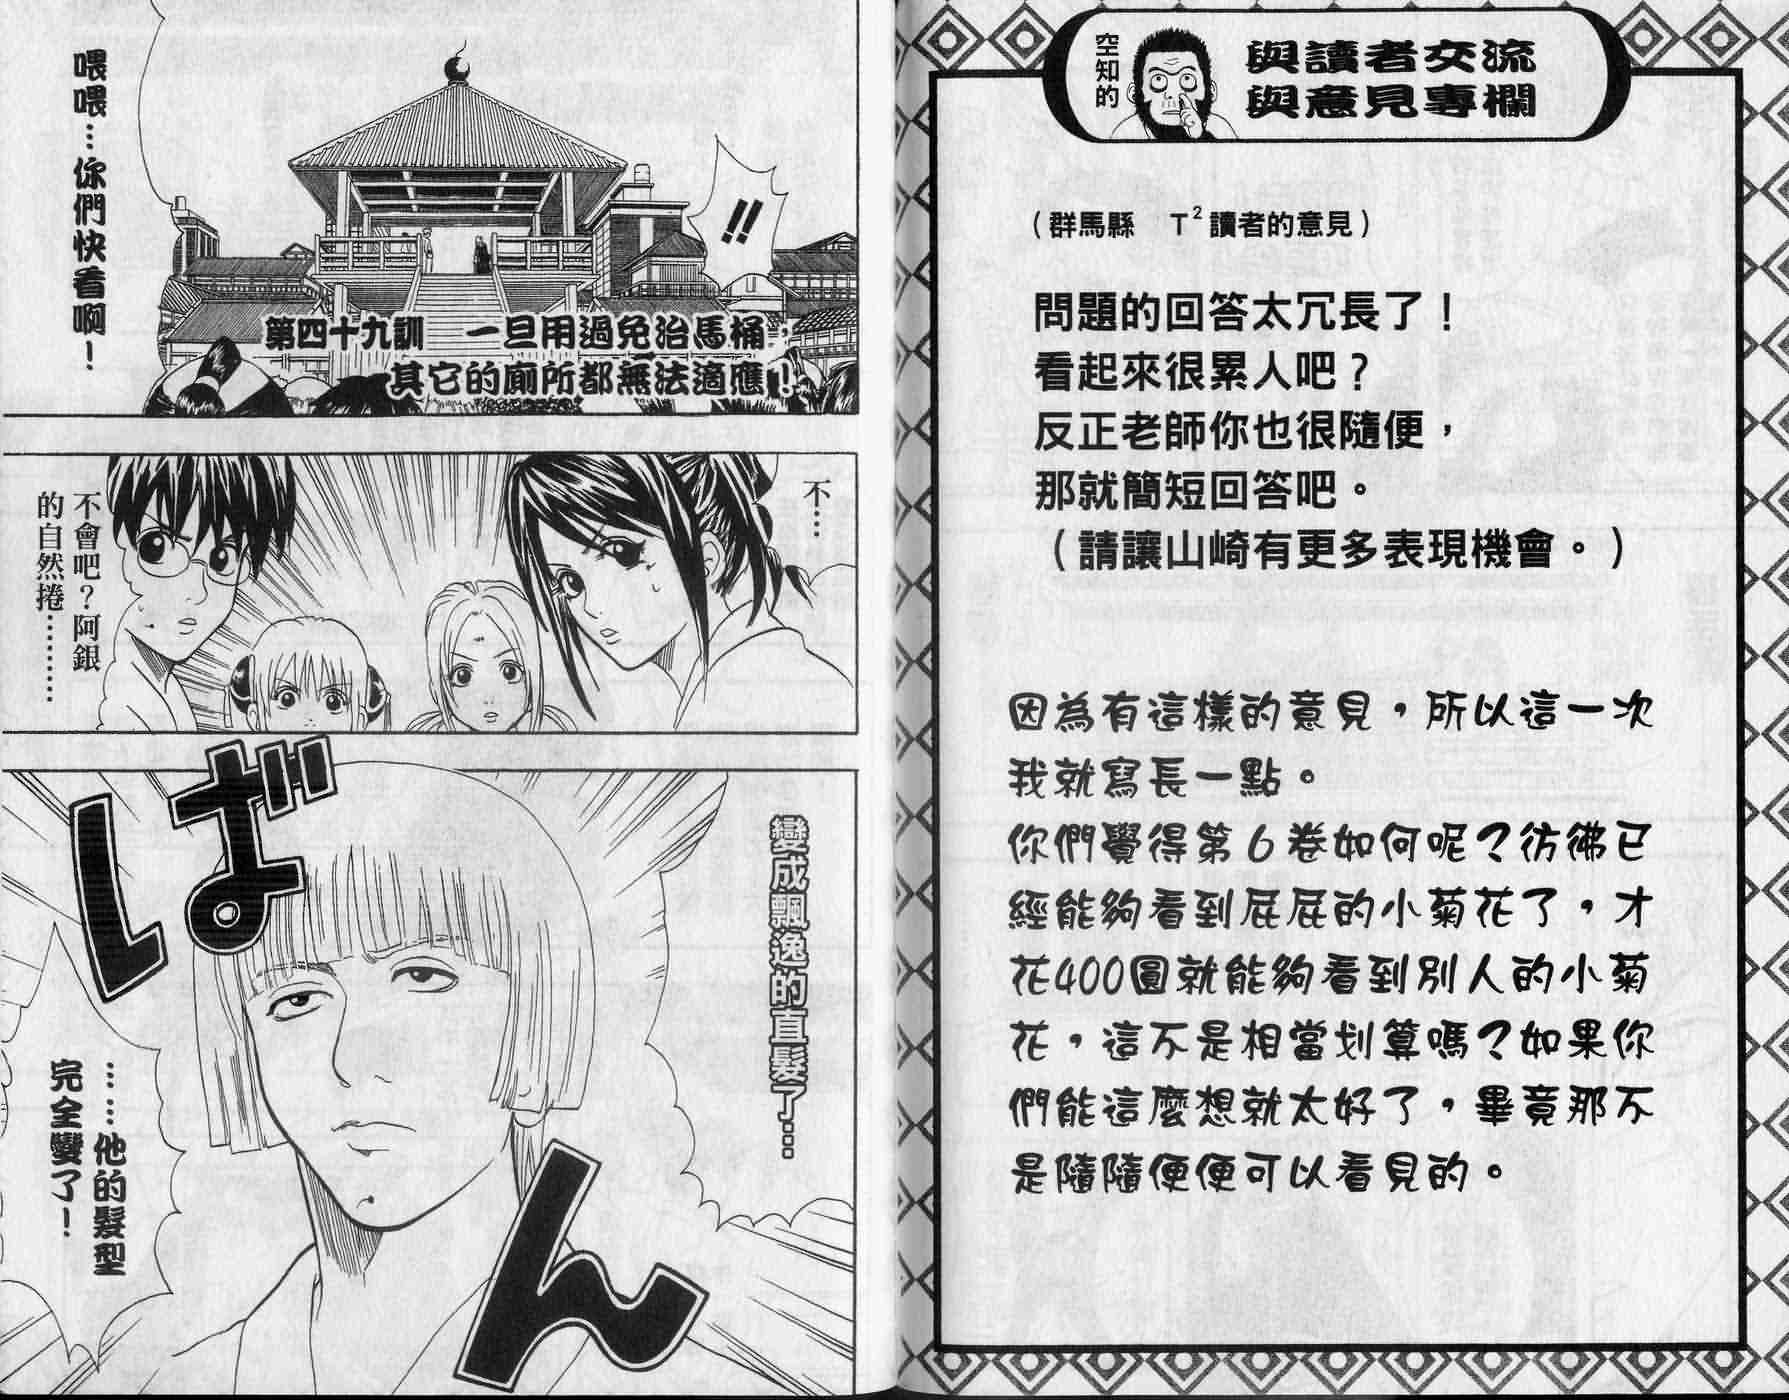 空知的
與讀者交流
與意見專欄
（群馬縣　T²讀者的意見）
問題的回答太冗長了！
看起來很累人吧？
反正老師你也很隨便，
那就簡短回答吧。
（請讓山崎有更多表現機會。）
因為有這樣的意見，所以這一次
我就寫長一點。
你們覺得第6卷如何呢？彷彿已
經能夠看到屁屁的小菊花了，才
花400圓就能夠看到別人的小菊
花，這不是相當划算嗎？如果你
們能這麼想就太好了，畢竟那不
是隨隨便便可以看見的。
!!
第四十九訓　一旦用過免治馬桶，
其它的廁所都無法適應！
喂喂…你們快看啊！
不…
不會吧？阿銀
的自然捲………
變成飄逸的直髮了…
ばーん
……他的髮型
完全變了！